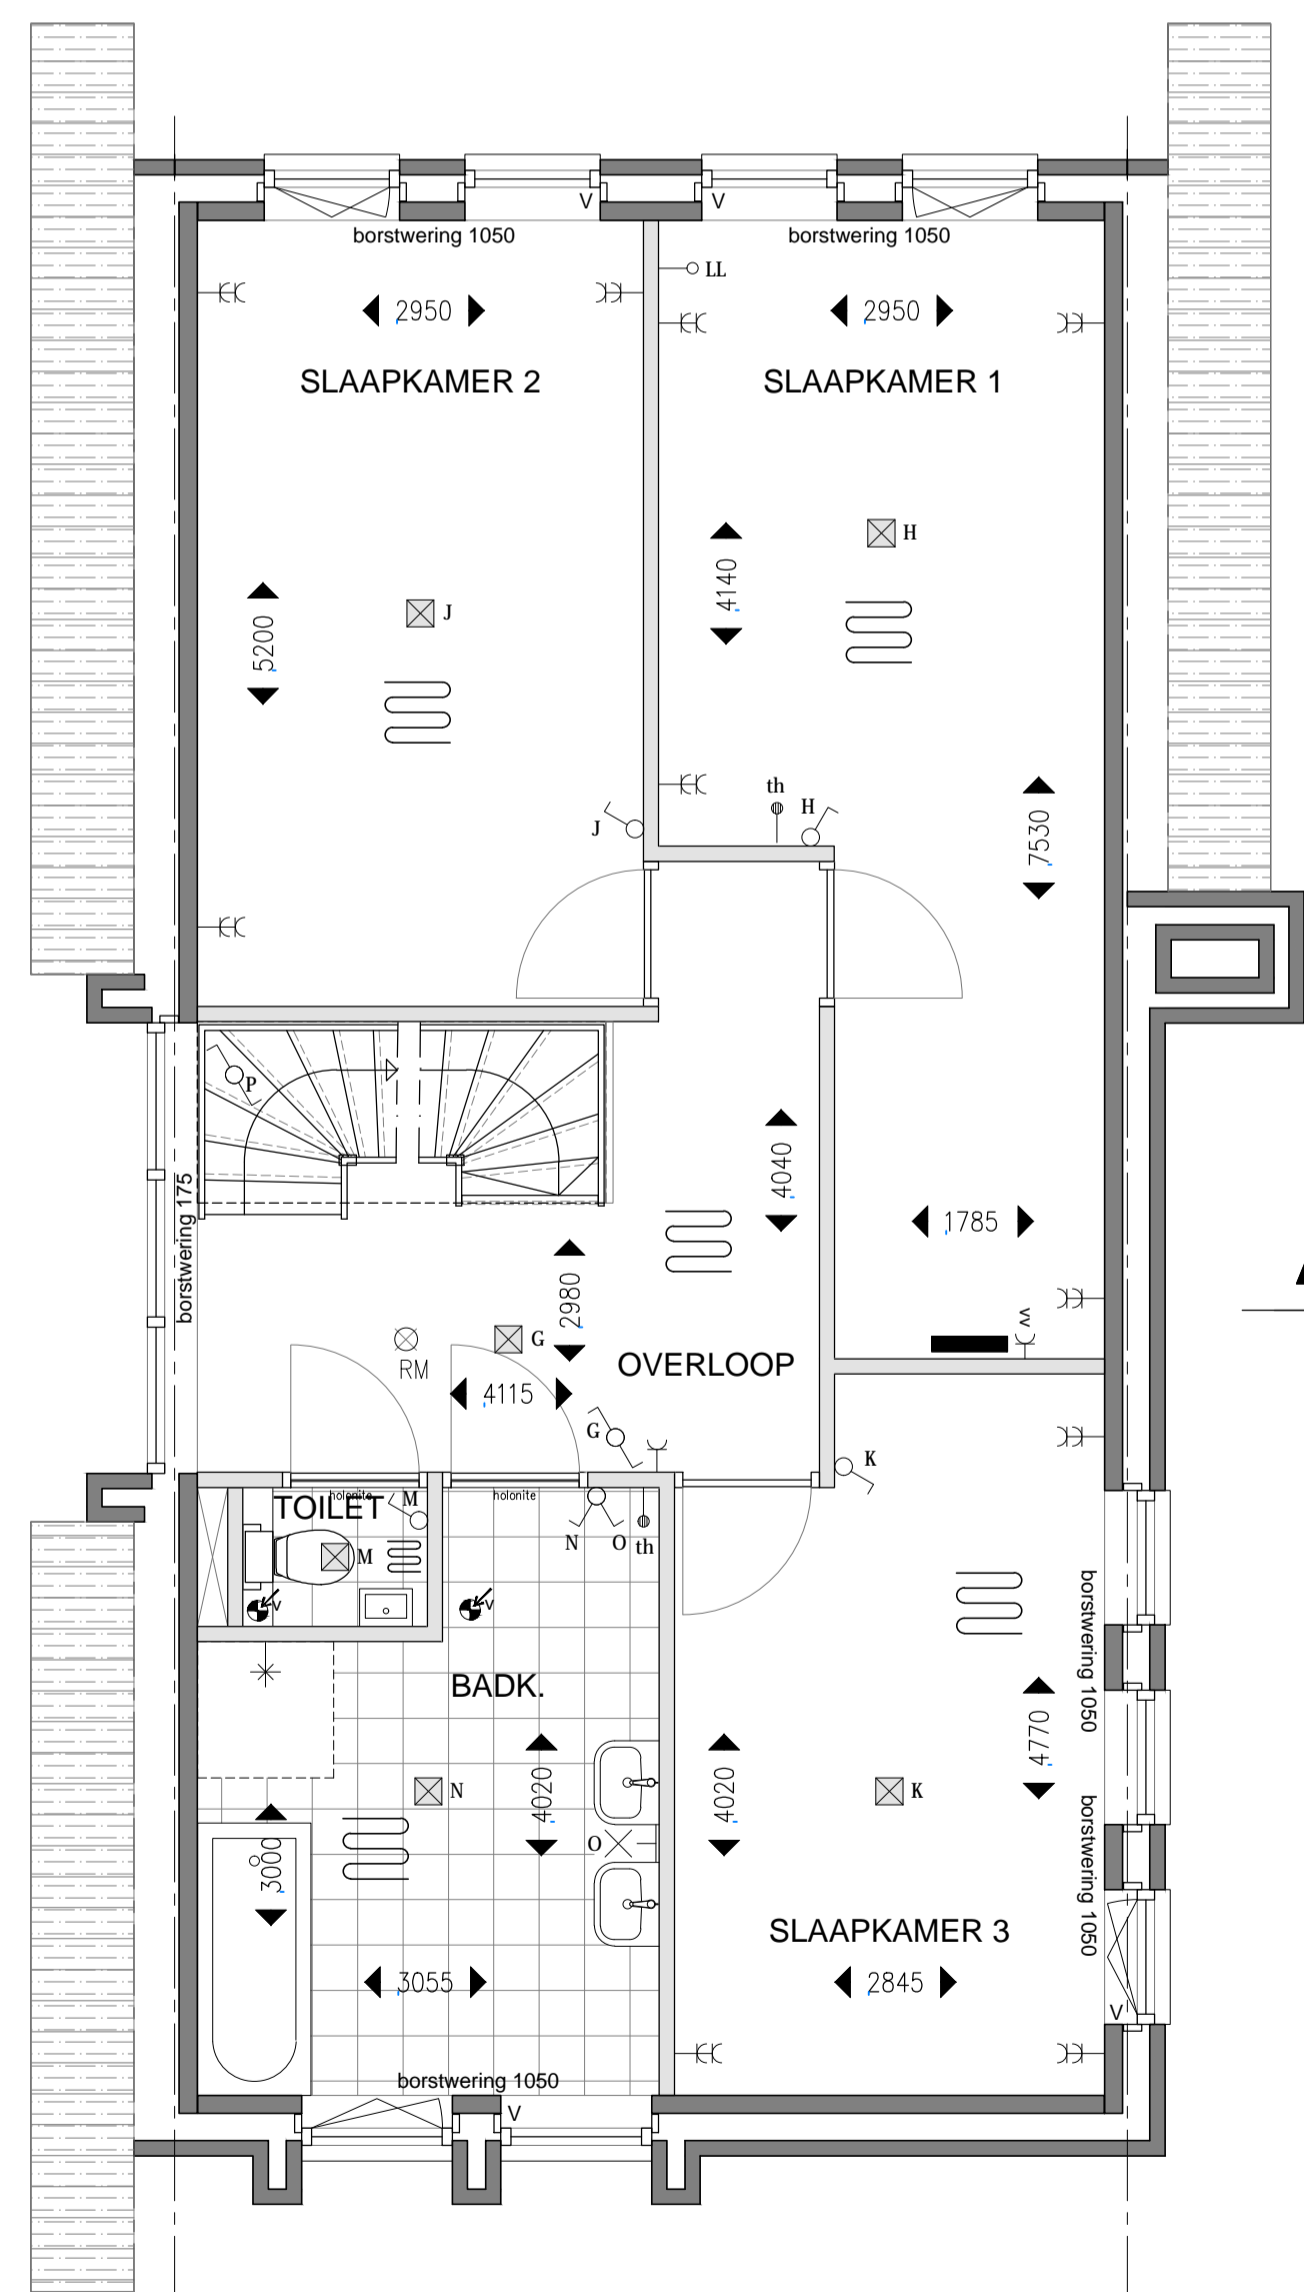 V
V
borstwering 1050
borstwering 1050
LL
2950
2950
SLAAPKAMER 2
SLAAPKAMER 1
H
4140
J
5200
th
H
J
7530
P
4040
borstwering 175
1785
2980
vv
G
RM
OVERLOOP
4115
G
K
holonite
holonite
TOILET
M
N
O
th
M
v
v
borstwering 1050
BADK.
4770
N
K
4020
4020
O
3000
borstwering 1050
SLAAPKAMER 3
3055
2845
V
borstwering 1050
V